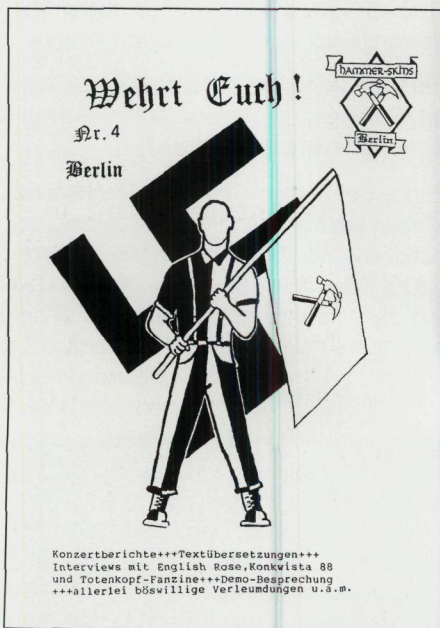 Wehrt Euch!
Nr. 4
Berlin
HAMMER-SKINS
Berlin
Konzertberichte+++Textübersetzungen+++
Interviews mit English Rose,Konkwista 88
und Totenkopf-Fanzine+++Demo-Besprechung
+++allerlei böswillige Verleumdungen u.a.m.